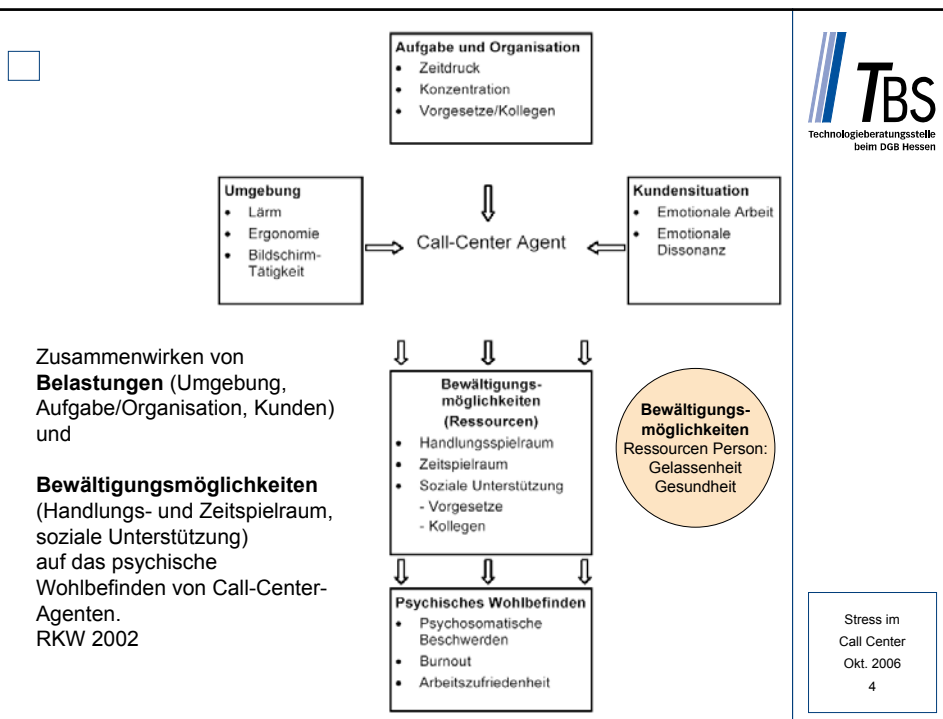 Aufgabe und Organisation
• Zeitdruck
• Konzentration
• Vorgesetze/Kollegen
TBS
Technologieberatungsstelle
beim DGB Hessen
Umgebung
• Lärm
• Ergonomie
• Bildschirm-
Tätigkeit
Call-Center Agent
Kundensituation
• Emotionale Arbeit
• Emotionale
Dissonanz
Zusammenwirken von
Belastungen (Umgebung,
Aufgabe/Organisation, Kunden)
und
Bewältigungsmöglichkeiten
(Handlungs- und Zeitspielraum,
soziale Unterstützung)
auf das psychische
Wohlbefinden von Call-Center-
Agenten.
RKW 2002
Bewältigungs-
möglichkeiten
(Ressourcen)
• Handlungsspielraum
• Zeitspielraum
• Soziale Unterstützung
- Vorgesetze
- Kollegen
Bewältigungs-
möglichkeiten
Ressourcen Person:
Gelassenheit
Gesundheit
Psychisches Wohlbefinden
• Psychosomatische
Beschwerden
• Burnout
• Arbeitszufriedenheit
Stress im
Call Center
Okt. 2006
4